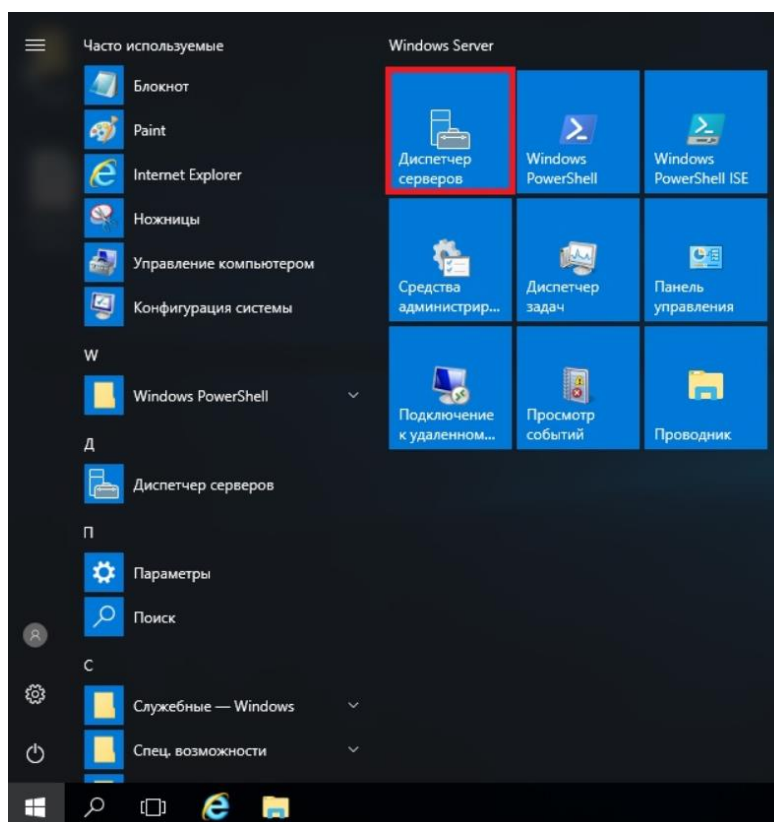 Часто используемые
Блокнот
Paint
Internet Explorer
Ножницы
Управление компьютером
Конфигурация системы
W
Windows PowerShell
Д
Диспетчер серверов
П
Параметры
Поиск
С
Служебные — Windows
Спец. возможности
Windows Server
Диспетчер
серверов
Windows
PowerShell
Windows
PowerShell ISE
Средства
администрир...
Диспетчер
задач
Панель
управления
Подключение
к удаленном...
Просмотр
событий
Проводник